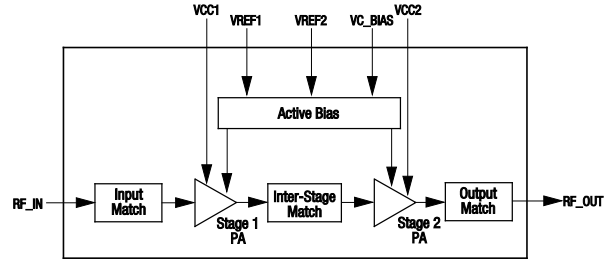 VCC1
VREF1
VREF2
VC_BIAS
VCC2
Active Bias
RF_IN
Input
Match
Stage 1
PA
Inter-Stage
Match
Stage 2
PA
Output
Match
RF_OUT